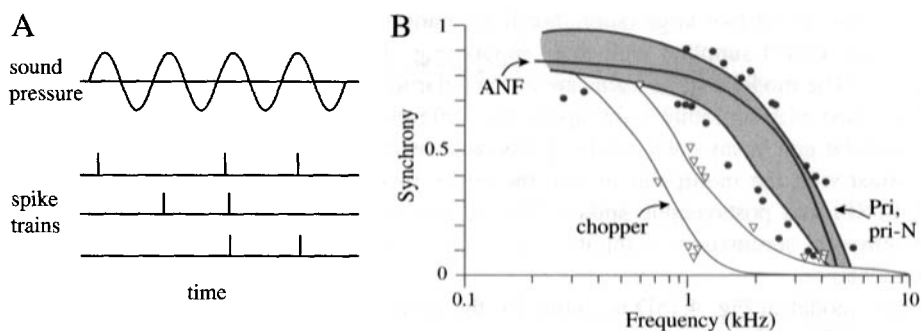 A
sound
pressure
spike
trains
time
B
1
0.5
0
Synchrony
ANF
chopper
Pri,
pri-N
0.1
1
10
Frequency (kHz)